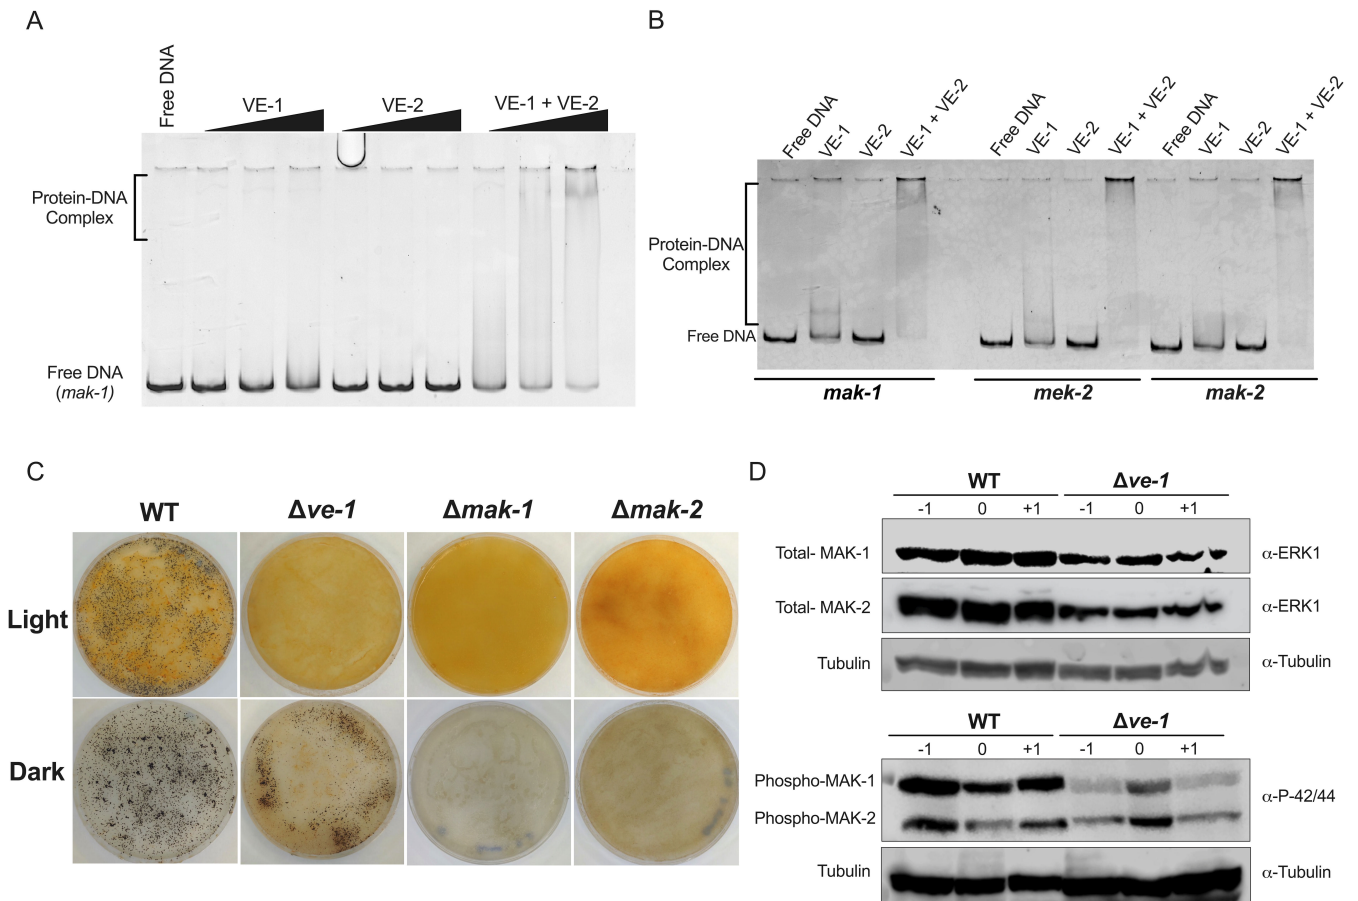 A
Free DNA
VE-1
VE-2
VE-1 + VE-2
Protein-DNA
Complex
Free DNA
(mak-1)
B
Free DNA
VE-1
VE-2
VE-1 + VE-2
Free DNA
VE-1
VE-2
VE-1 + VE-2
Free DNA
VE-1
VE-2
VE-1 + VE-2
Protein-DNA
Complex
Free DNA
mak-1
mek-2
mak-2
C
WT
Δve-1
Δmak-1
Δmak-2
Light
Dark
D
WT
Δve-1
-1 0 +1 -1 0 +1
Total- MAK-1
α-ERK1
Total- MAK-2
α-ERK1
Tubulin
α-Tubulin
WT
Δve-1
-1 0 +1 -1 0 +1
Phospho-MAK-1
α-P-42/44
Phospho-MAK-2
Tubulin
α-Tubulin